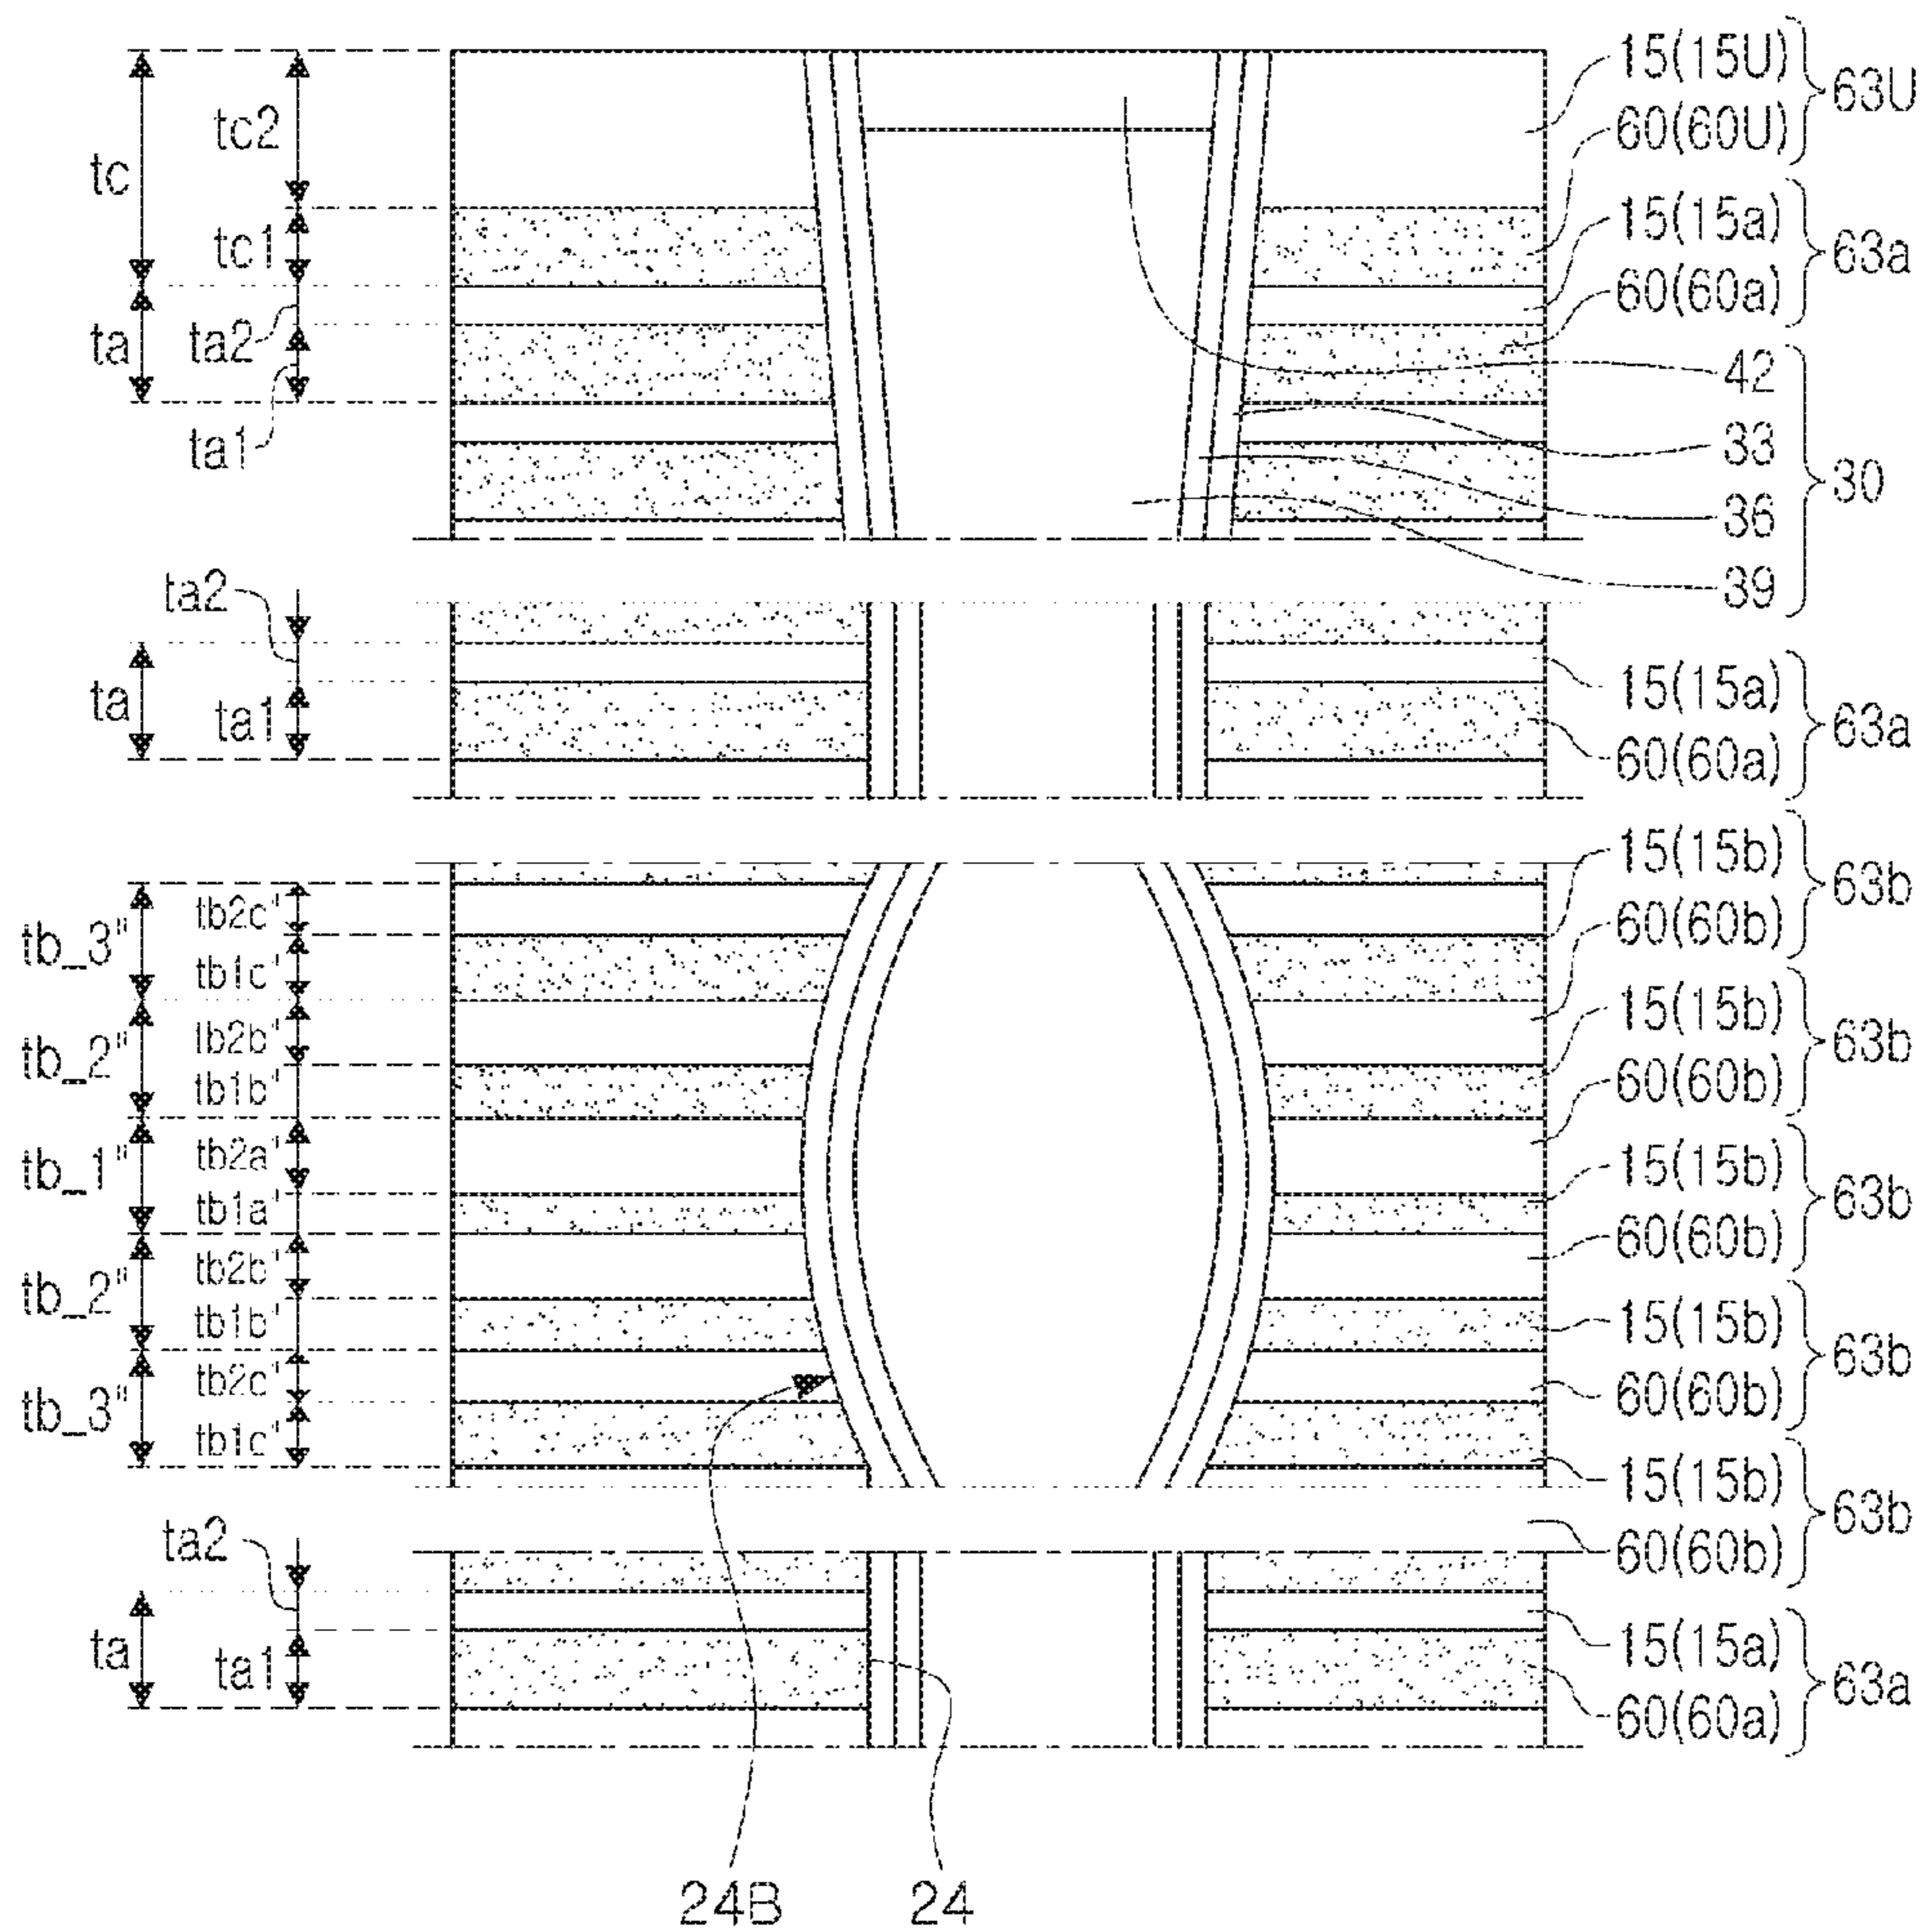 15(15U)
63U
60(60U)
tc
tc2
tc1
15(15a)
63a
60(60a)
ta
ta2
ta1
42
33
30
36
39
ta2
ta
ta1
15(15a)
63a
60(60a)
15(15b)
63b
60(60b)
tb_3"
tb2c'
tb1c'
15(15b)
63b
60(60b)
tb_2"
tb2b'
tb1b'
15(15b)
63b
60(60b)
tb_1"
tb2a'
tb1a'
15(15b)
63b
60(60b)
tb_2"
tb2b'
tb1b'
15(15b)
63b
60(60b)
tb_3"
tb2c'
tb1c'
ta2
ta
ta1
15(15a)
63a
60(60a)
24B
24